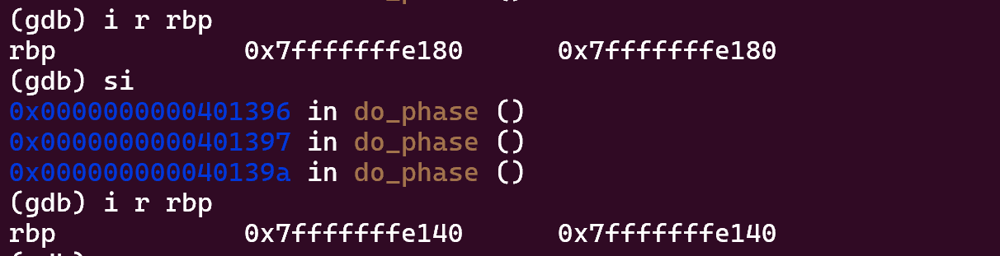 (gdb) i r rbp
rbp 0x7fffffffe180 0x7fffffffe180
(gdb) si
0x0000000000401396 in do_phase ()
0x0000000000401397 in do_phase ()
0x000000000040139a in do_phase ()
(gdb) i r rbp
rbp 0x7fffffffe140 0x7fffffffe140